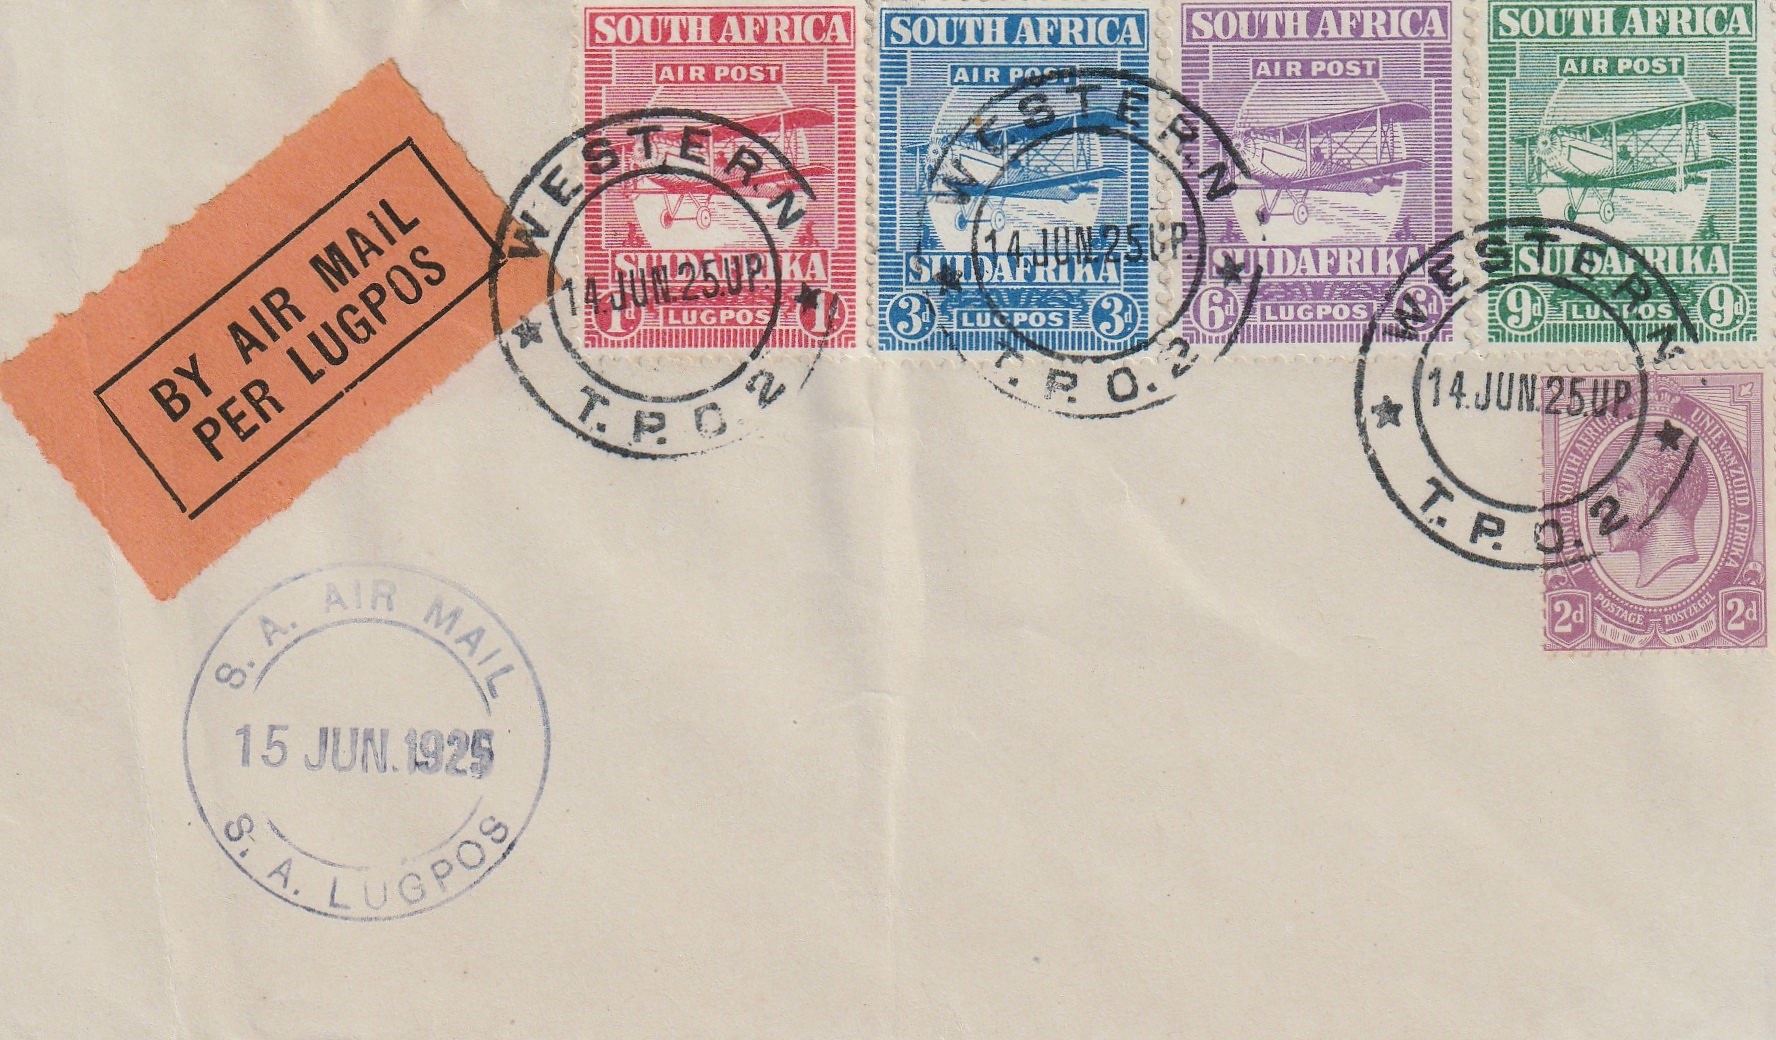 SOUTH AFRICA
AIR POST
SUIDAFRIKA
1d LUGPOS 1d
SOUTH AFRICA
AIR POST
SUIDAFRIKA
3d LUGPOS 3d
SOUTH AFRICA
AIR POST
SUIDAFRIKA
6d LUGPOS 6d
SOUTH AFRICA
AIR POST
SUIDAFRIKA
9d LUGPOS 9d
BY AIR MAIL
PER LUGPOS
WESTERN
14.JUN.25.UP.
T.P.O. 2
WESTERN
14.JUN.25.UP.
T.P.O. 2
WESTERN
14.JUN.25.UP.
T.P.O. 2
UNION OF SOUTH AFRICA
UNIE VAN ZUID AFRIKA
POSTAGE POSTZEGEL
2d 2d
S. A. AIR MAIL
15 JUN. 1925
S. A. LUGPOS